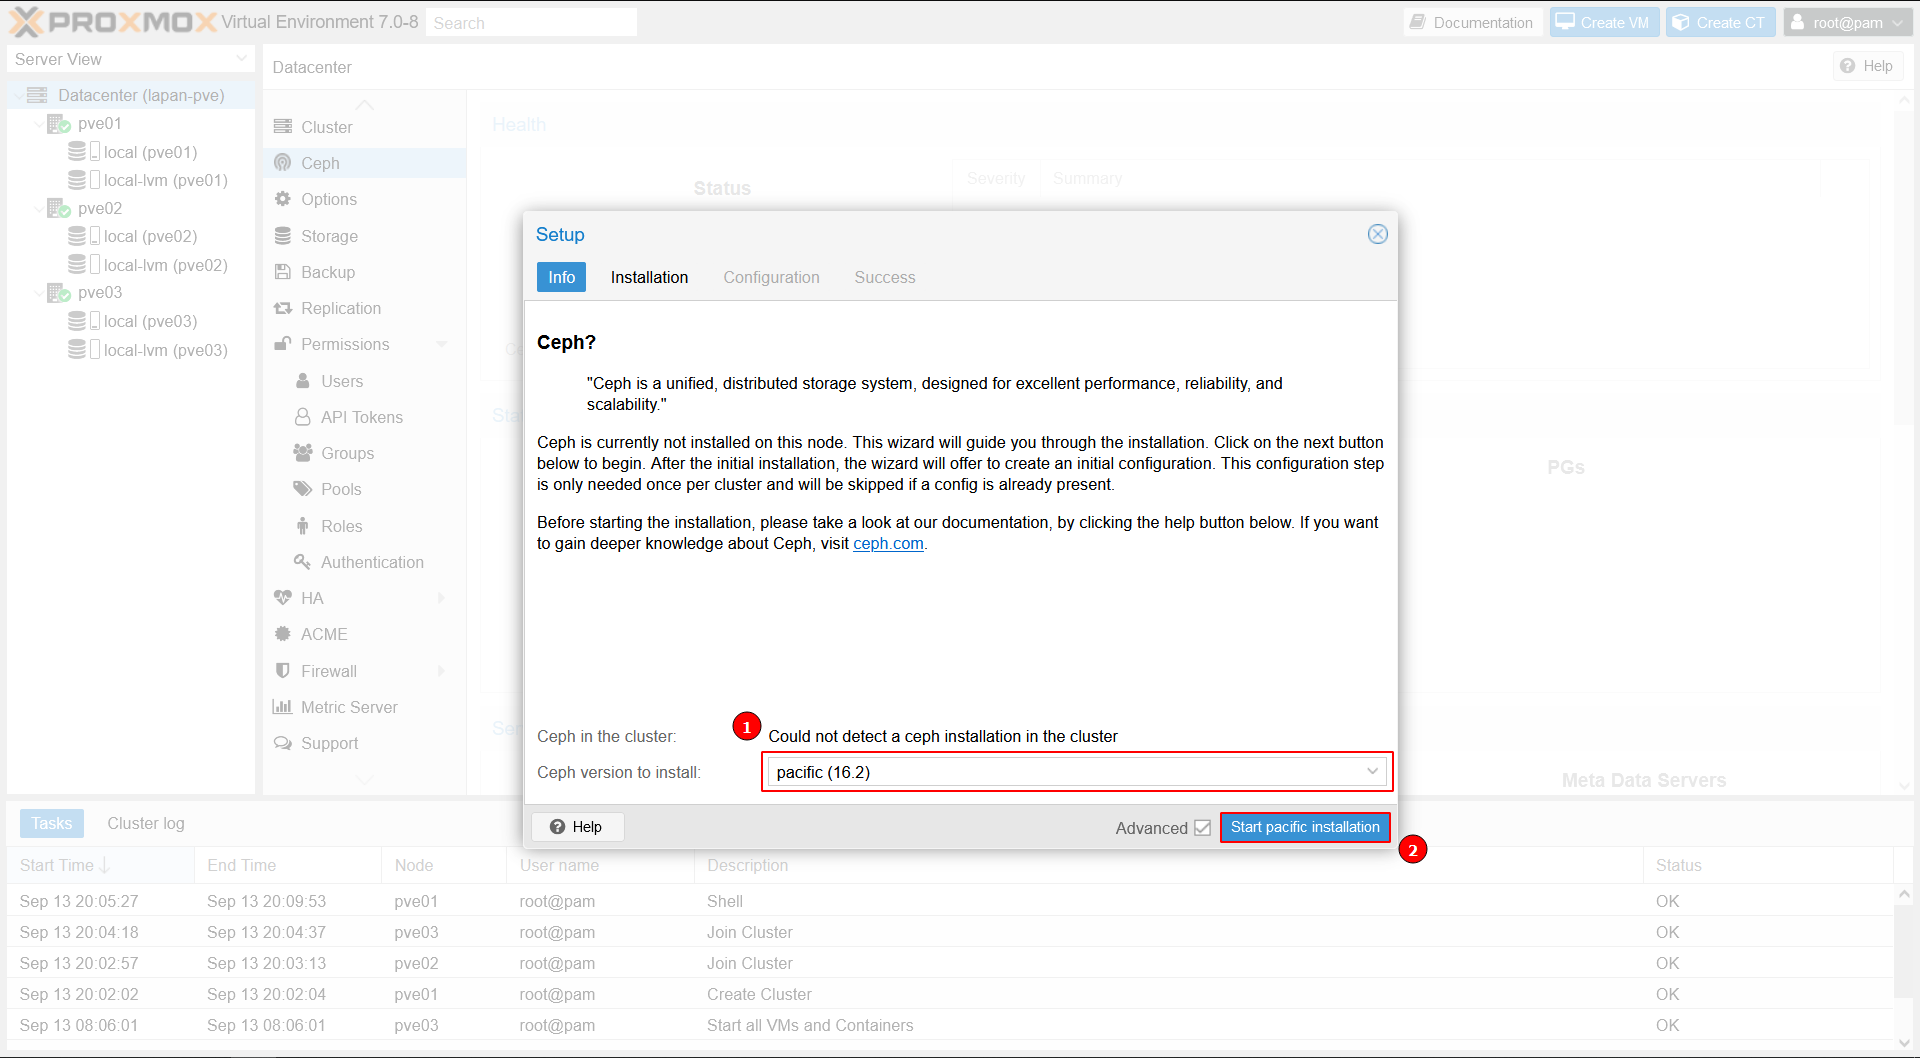 PROXMOX Virtual Environment 7.0-8 Search
Documentation
Create VM
Create CT
root@pam
Server View
Datacenter (lapan-pve)
pve01
local (pve01)
local-lvm (pve01)
pve02
local (pve02)
local-lvm (pve02)
pve03
local (pve03)
local-lvm (pve03)
Datacenter
Help
Cluster
Ceph
Options
Storage
Backup
Replication
Permissions
Users
API Tokens
Groups
Pools
Roles
Authentication
HA
ACME
Firewall
Metric Server
Support
Health
Status
Severity Summary
PGs
Meta Data Servers
Setup
Info Installation Configuration Success
Ceph?
"Ceph is a unified, distributed storage system, designed for excellent performance, reliability, and
scalability."
Ceph is currently not installed on this node. This wizard will guide you through the installation. Click on the next button
below to begin. After the initial installation, the wizard will offer to create an initial configuration. This configuration step
is only needed once per cluster and will be skipped if a config is already present.
Before starting the installation, please take a look at our documentation, by clicking the help button below. If you want
to gain deeper knowledge about Ceph, visit ceph.com.
1
Ceph in the cluster: Could not detect a ceph installation in the cluster
Ceph version to install: pacific (16.2)
Help Advanced Start pacific installation
2
Tasks Cluster log
Start Time End Time Node User name Description Status
Sep 13 20:05:27 Sep 13 20:09:53 pve01 root@pam Shell OK
Sep 13 20:04:18 Sep 13 20:04:37 pve03 root@pam Join Cluster OK
Sep 13 20:02:57 Sep 13 20:03:13 pve02 root@pam Join Cluster OK
Sep 13 20:02:02 Sep 13 20:02:04 pve01 root@pam Create Cluster OK
Sep 13 08:06:01 Sep 13 08:06:01 pve03 root@pam Start all VMs and Containers OK